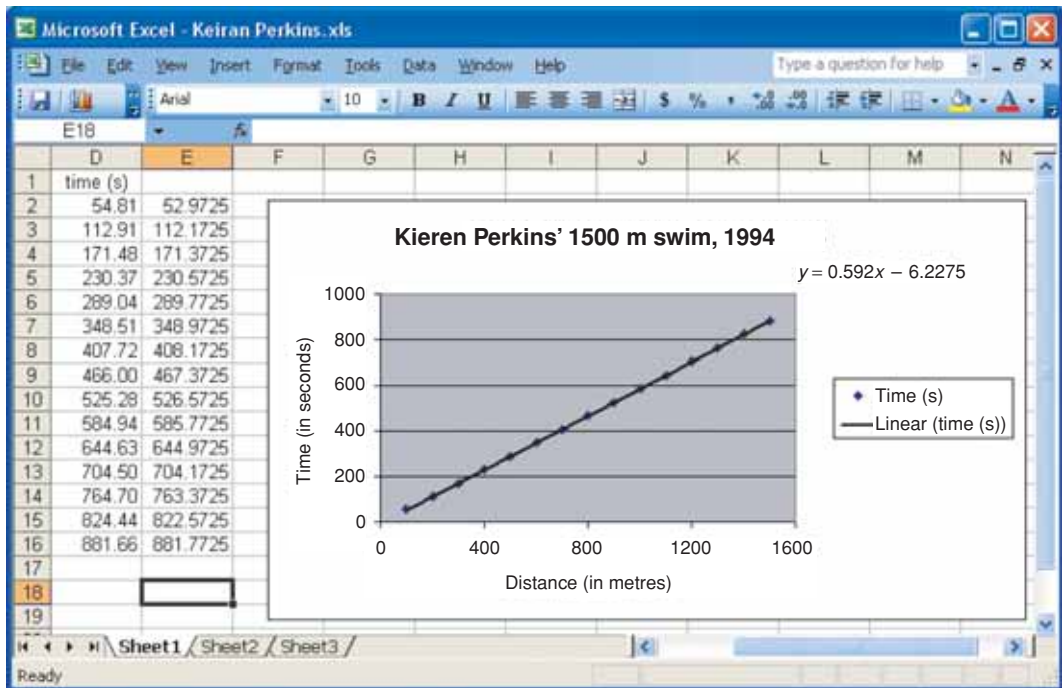 Microsoft Excel - Keiran Perkins.xls
File Edit View Insert Format Tools Data Window Help Type a question for help
Arial 10 B I U $ % ,
E18 fx
D E F G H I J K L M N
1 time (s)
2 54.81 52.9725
3 112.91 112.1725
4 171.48 171.3725
5 230.37 230.5725
6 289.04 289.7725
7 348.51 348.9725
8 407.72 408.1725
9 466.00 467.3725
10 525.28 526.5725
11 584.94 585.7725
12 644.63 644.9725
13 704.50 704.1725
14 764.70 763.3725
15 824.44 822.5725
16 881.66 881.7725
17
18
19
Kieren Perkins' 1500 m swim, 1994
y = 0.592x − 6.2275
1000
800
600
400
200
0
Time (in seconds)
0 400 800 1200 1600
Distance (in metres)
Time (s)
Linear (time (s))
Sheet1 / Sheet2 / Sheet3 /
Ready